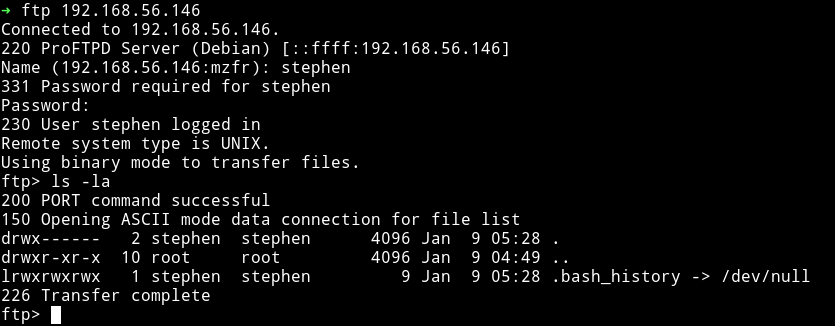 ➜ ftp 192.168.56.146
Connected to 192.168.56.146.
220 ProFTPD Server (Debian) [::ffff:192.168.56.146]
Name (192.168.56.146:mzfr): stephen
331 Password required for stephen
Password:
230 User stephen logged in
Remote system type is UNIX.
Using binary mode to transfer files.
ftp> ls -la
200 PORT command successful
150 Opening ASCII mode data connection for file list
drwx------   2 stephen  stephen      4096 Jan  9 05:28 .
drwxr-xr-x  10 root     root         4096 Jan  9 04:49 ..
lrwxrwxrwx   1 stephen  stephen         9 Jan  9 05:28 .bash_history -> /dev/null
226 Transfer complete
ftp>